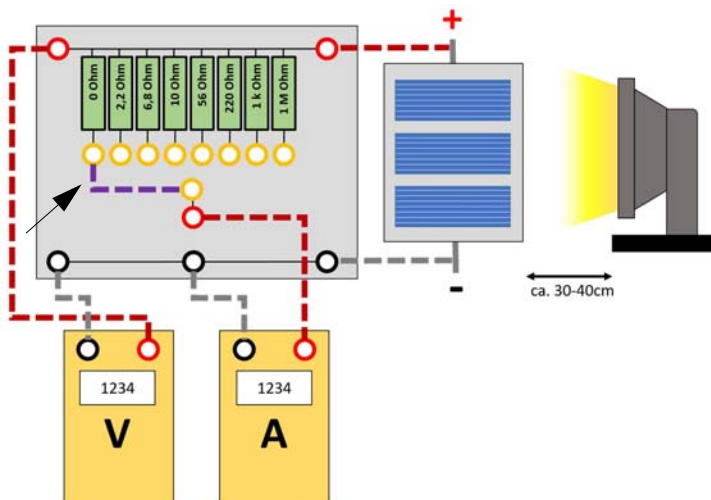 +
0 Ohm
2,2 Ohm
6,8 Ohm
10 Ohm
56 Ohm
220 Ohm
1 k Ohm
1 M Ohm
-
ca. 30-40cm
1234
V
1234
A